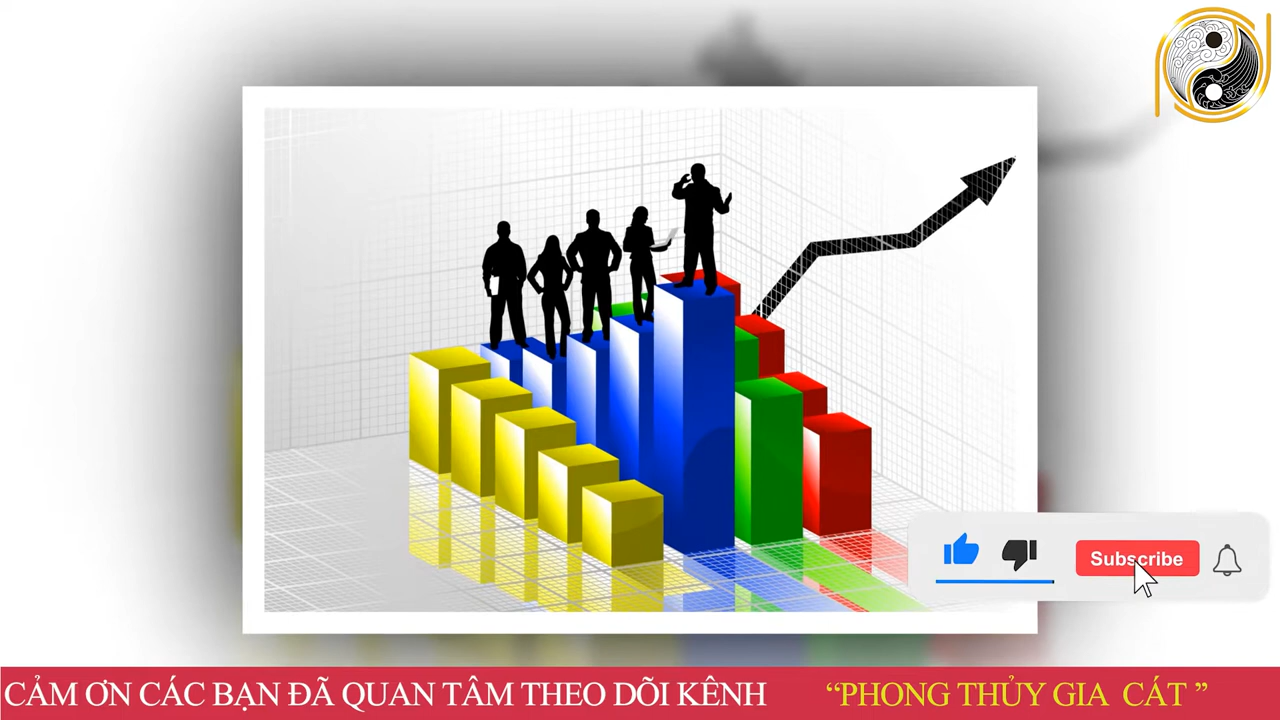 Subscribe
CẢM ƠN CÁC BẠN ĐÃ QUAN TÂM THEO DÕI KÊNH “PHONG THỦY GIA CÁT ”